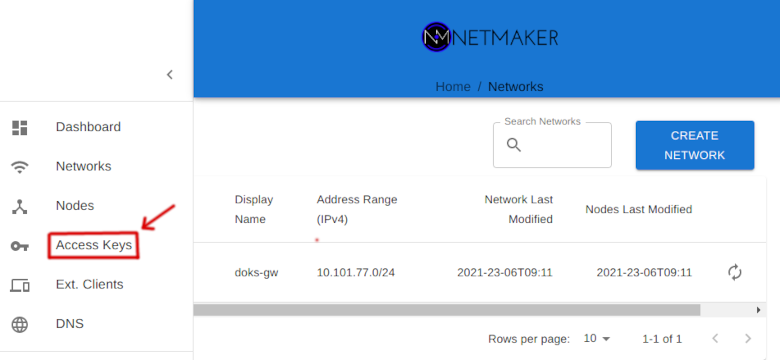 NM NETMAKER
Home / Networks
Dashboard
Networks
Nodes
Access Keys
Ext. Clients
DNS
Search Networks
CREATE
NETWORK
Display
Name
Address Range
(IPv4)
Network Last
Modified
Nodes Last Modified
doks-gw 10.101.77.0/24 2021-23-06T09:11 2021-23-06T09:11
Rows per page: 10 1-1 of 1